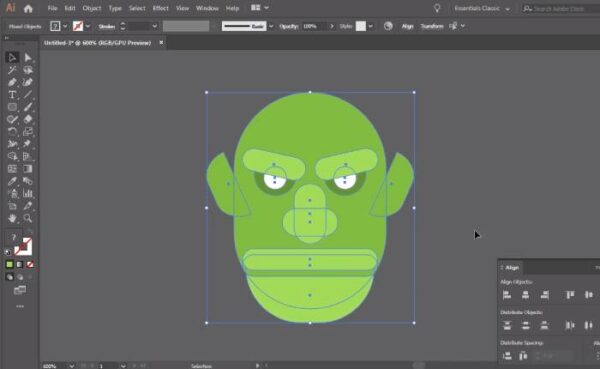 Ai File Edit Object Type Select Effect View Window Help Essentials Classic Search Adobe Stock
Mixed Objects ? Stroke: Basic Opacity: 100% Style: Align Transform
Untitled-1* @ 600% (RGB/GPU Preview) ×
T
?
Align
Align Objects:
Distribute Objects:
Distribute Spacing:
600% 1 Selection